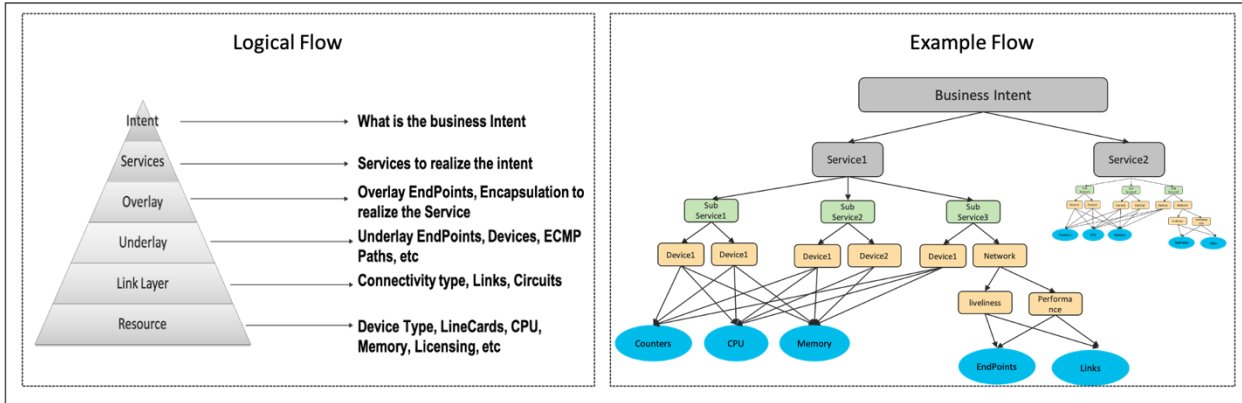 Logical Flow
Intent
What is the business Intent
Services
Services to realize the intent
Overlay
Overlay EndPoints, Encapsulation to
realize the Service
Underlay
Underlay EndPoints, Devices, ECMP
Paths, etc
Link Layer
Connectivity type, Links, Circuits
Resource
Device Type, LineCards, CPU,
Memory, Licensing, etc
Example Flow
Business Intent
Service1
Service2
Sub
Service1
Sub
Service2
Sub
Service3
Device1
Device1
Device1
Device2
Device1
Network
liveliness
Performa
nce
Counters
CPU
Memory
EndPoints
Links